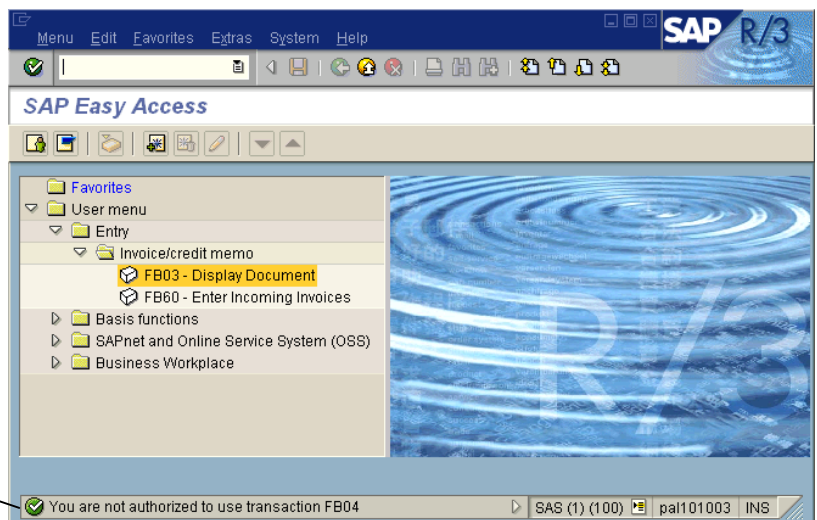 Menu Edit Favorites Extras System Help
SAP R/3
SAP Easy Access
Favorites
User menu
Entry
Invoice/credit memo
FB03 - Display Document
FB60 - Enter Incoming Invoices
Basis functions
SAPnet and Online Service System (OSS)
Business Workplace
R/3
You are not authorized to use transaction FB04 SAS (1) (100) pal101003 INS